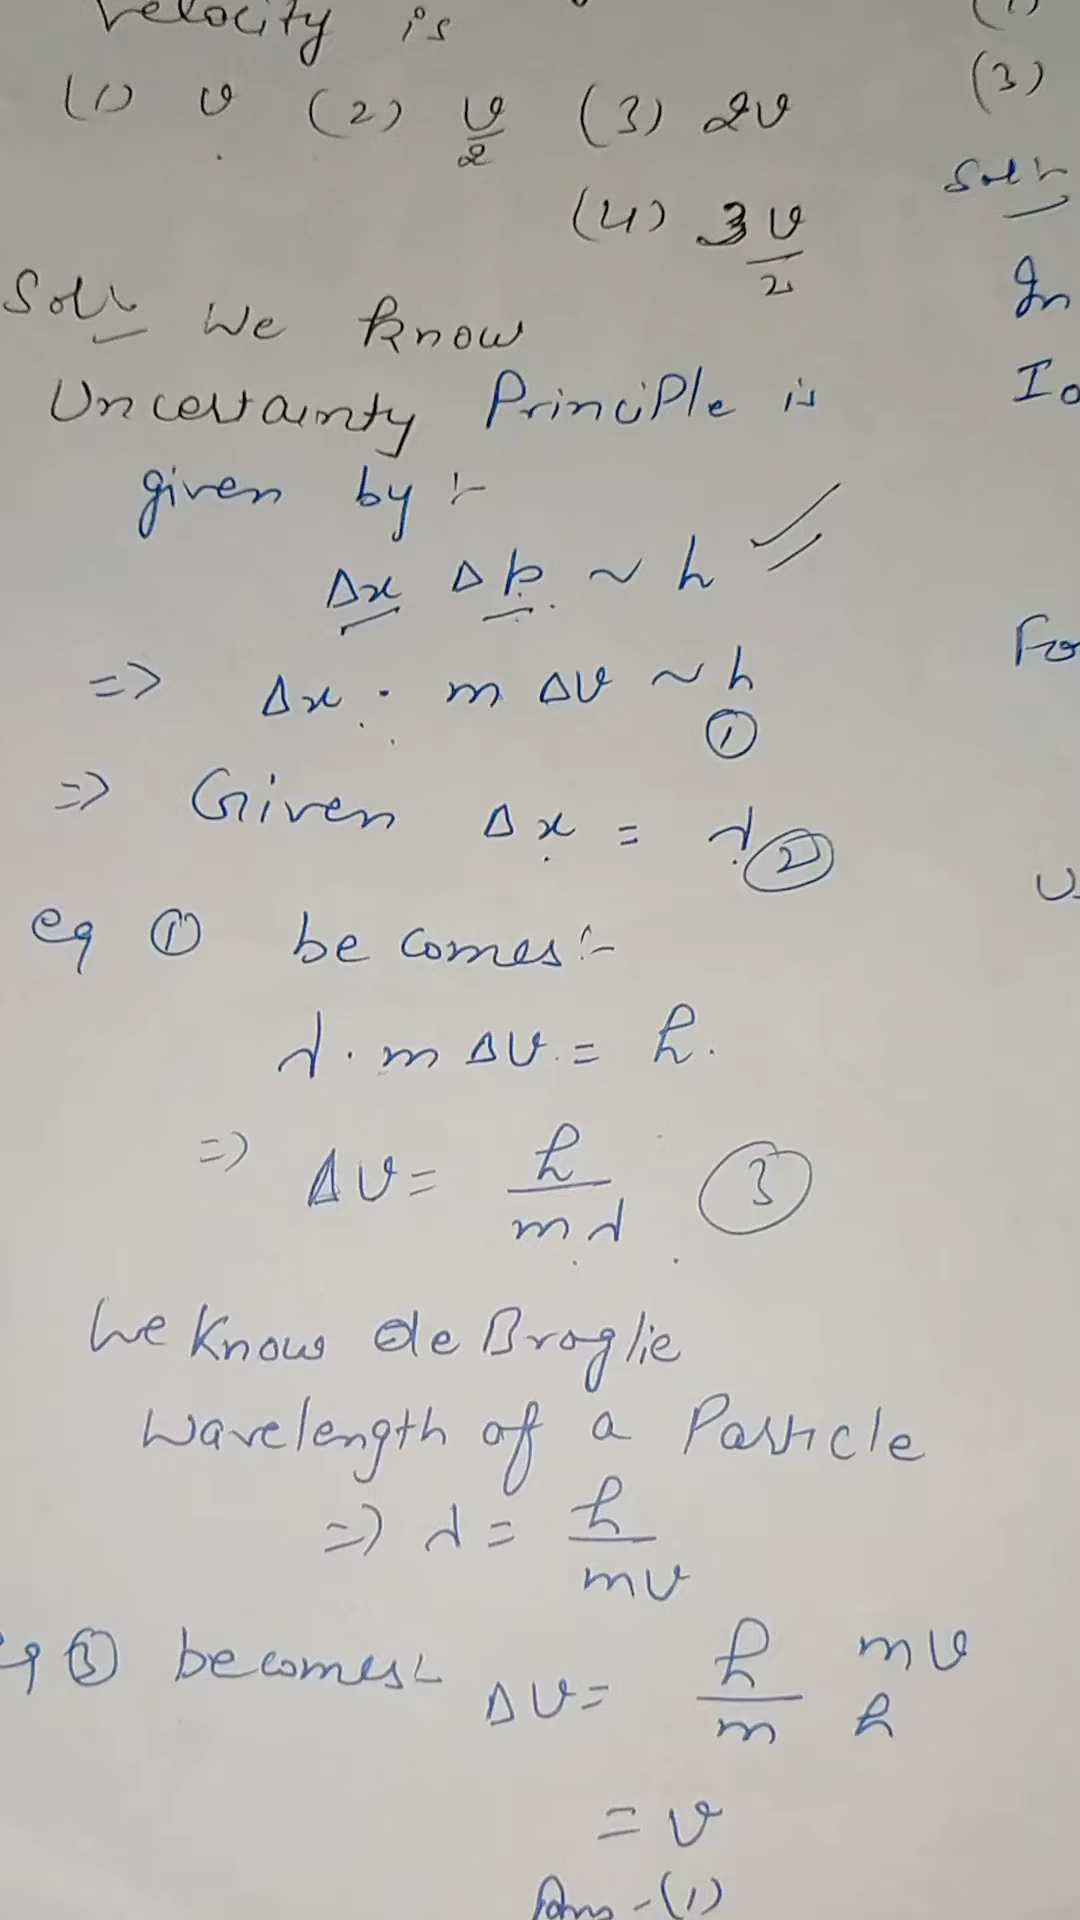 velocity is
(1) v (2) v/2 (3) 2v
(4) 3v/2
Soln We know
Uncertainty Principle is
given by :-
Δx Δp ~ h
=> Δx . m Δv ~ h
①
=> Given Δx = λ ②
eq ① becomes:-
λ . m Δv = h.
=> Δv = h/mλ ③
We Know de Broglie
wavelength of a Particle
=> λ = h/mv
eq ③ becomes:- Δv = h/m mv/h
= v
Ans - (1)
(3)
Soln
In
Fo